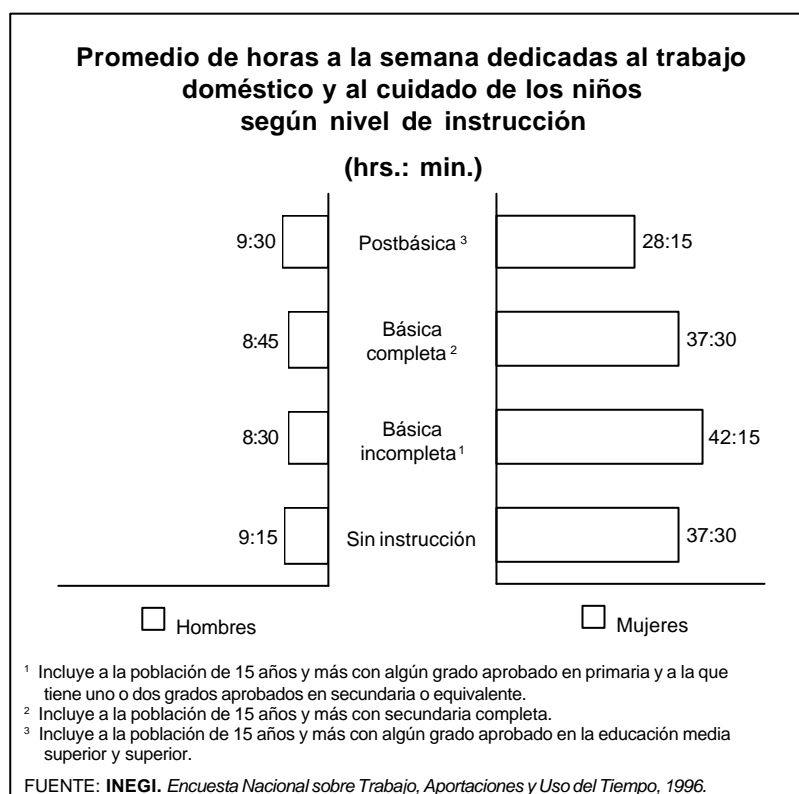 Promedio de horas a la semana dedicadas al trabajo
doméstico y al cuidado de los niños
según nivel de instrucción
(hrs.: min.)
9:30 Postbásica ³ 28:15
8:45 Básica completa ² 37:30
8:30 Básica incompleta ¹ 42:15
9:15 Sin instrucción 37:30
Hombres Mujeres
¹ Incluye a la población de 15 años y más con algún grado aprobado en primaria y a la que
tiene uno o dos grados aprobados en secundaria o equivalente.
² Incluye a la población de 15 años y más con secundaria completa.
³ Incluye a la población de 15 años y más con algún grado aprobado en la educación media
superior y superior.
FUENTE: INEGI. Encuesta Nacional sobre Trabajo, Aportaciones y Uso del Tiempo, 1996.